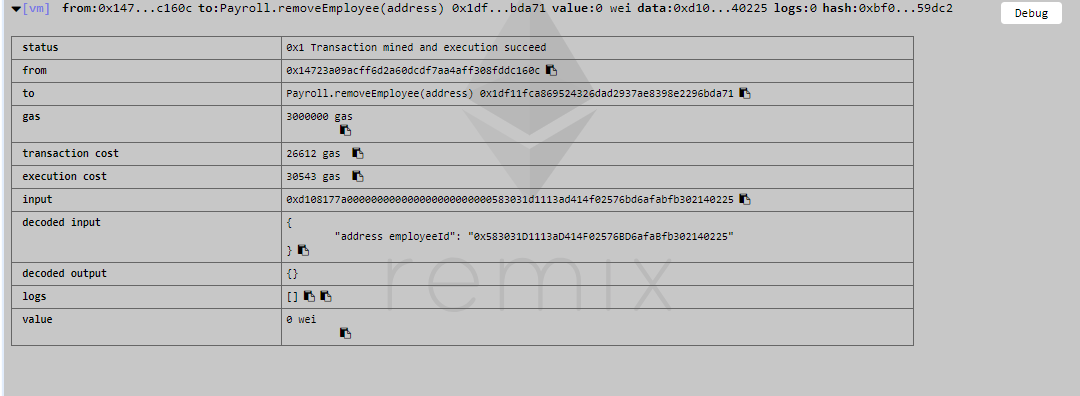 [vm] from:0x147...c160c to:Payroll.removeEmployee(address) 0x1df...bda71 value:0 wei data:0xd10...40225 logs:0 hash:0xbf0...59dc2
Debug
status 0x1 Transaction mined and execution succeed
from 0x14723a09acff6d2a60dcdf7aa4aff308fddc160c
to Payroll.removeEmployee(address) 0x1df11fca869524326dad2937ae8398e2296bda71
gas 3000000 gas
transaction cost 26612 gas
execution cost 30543 gas
input 0xd108177a000000000000000000000000583031d1113ad414f02576bd6afabfb302140225
decoded input {
"address employeeId": "0x583031D1113aD414F02576BD6afaBfb302140225"
}
decoded output {}
logs []
value 0 wei
remix